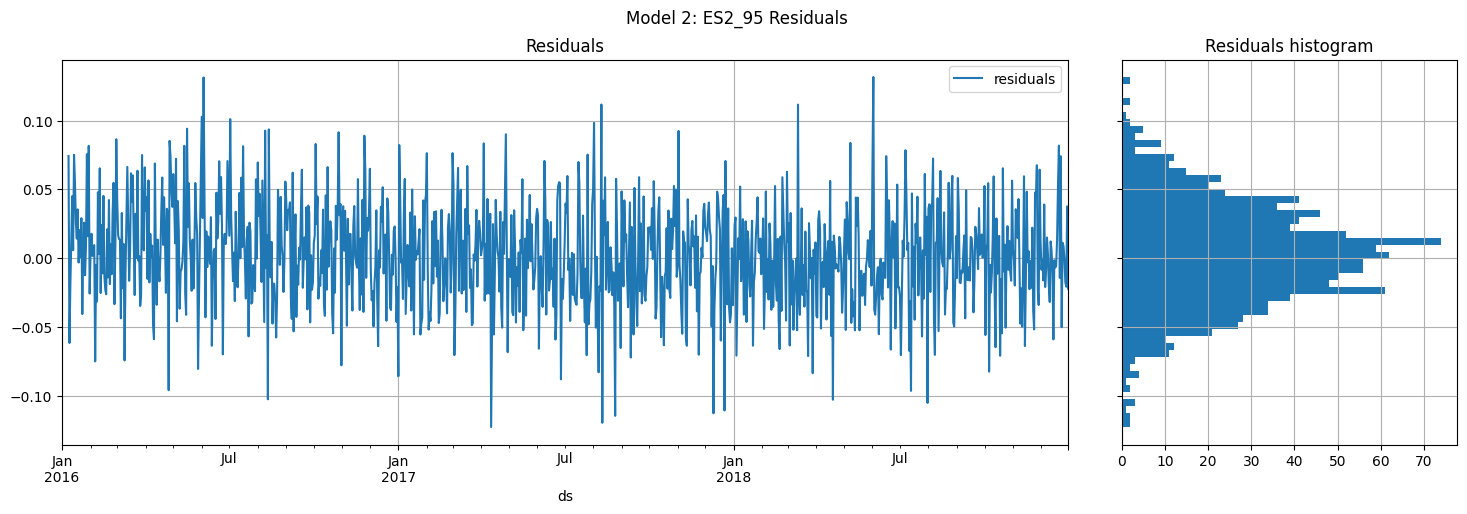 Model 2: ES2_95 Residuals
Residuals
Residuals histogram
residuals
0.10
0.05
0.00
−0.05
−0.10
Jan
2016
Jul
Jan
2017
Jul
Jan
2018
Jul
ds
0 10 20 30 40 50 60 70